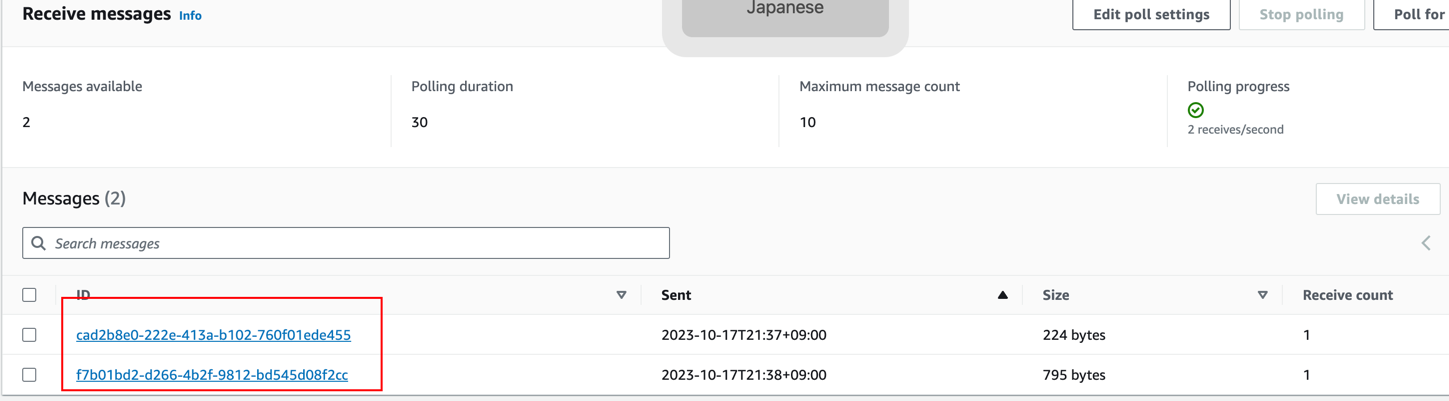 Receive messages Info
Japanese
Edit poll settings
Stop polling
Poll for
Messages available
2
Polling duration
30
Maximum message count
10
Polling progress
2 receives/second
Messages (2)
View details
Search messages
ID Sent Size Receive count
cad2b8e0-222e-413a-b102-760f01ede455 2023-10-17T21:37+09:00 224 bytes 1
f7b01bd2-d266-4b2f-9812-bd545d08f2cc 2023-10-17T21:38+09:00 795 bytes 1